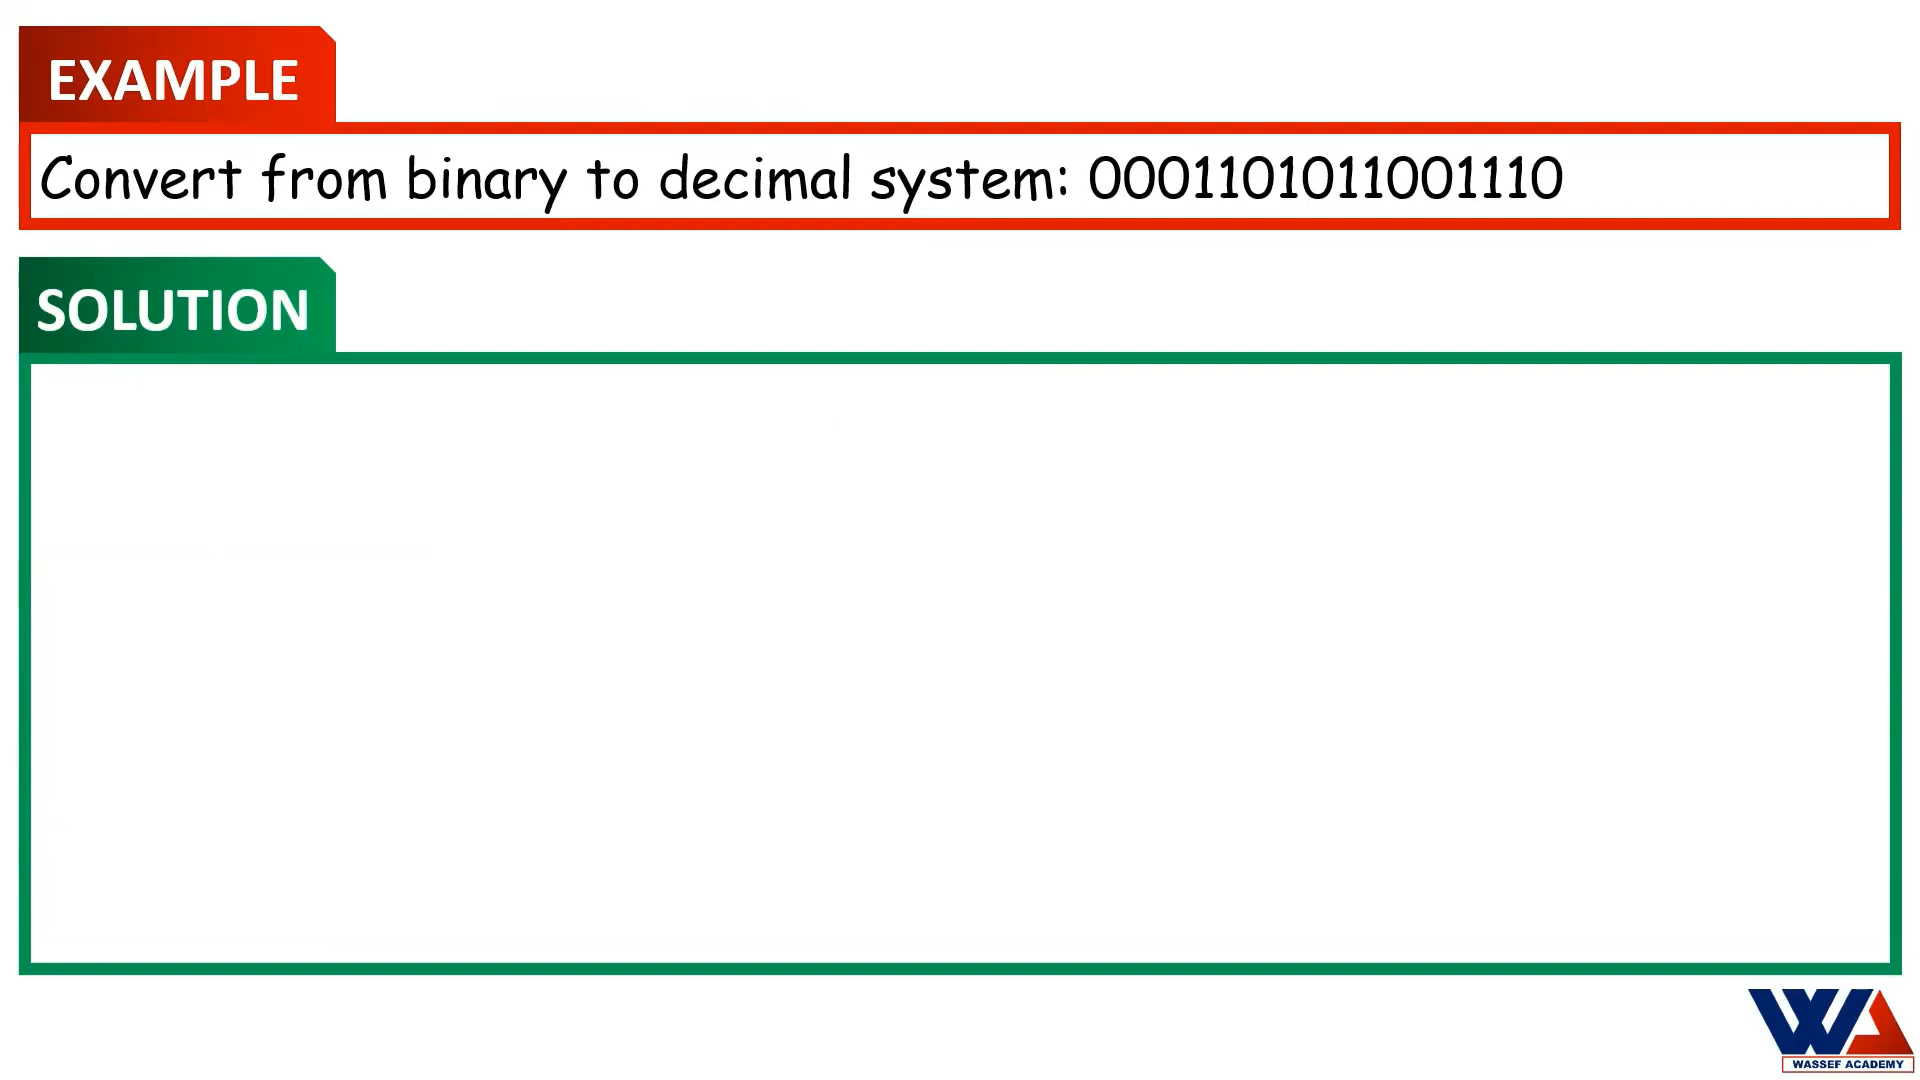 EXAMPLE
Convert from binary to decimal system: 0001101011001110
SOLUTION
WASSEF ACADEMY